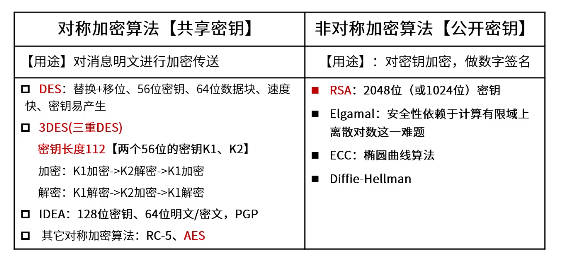 对称加密算法【共享密钥】
【用途】对消息明文进行加密传送
DES：替换+移位、56位密钥、64位数据块、速度
快、密钥易产生
3DES(三重DES)
密钥长度112【两个56位的密钥K1、K2】
加密：K1加密->K2解密->K1加密
解密：K1解密->K2加密->K1解密
IDEA：128位密钥、64位明文/密文，PGP
其它对称加密算法：RC-5、AES
非对称加密算法【公开密钥】
【用途】：对密钥加密，做数字签名
RSA：2048位（或1024位）密钥
Elgamal：安全性依赖于计算有限域上
离散对数这一难题
ECC：椭圆曲线算法
Diffie-Hellman